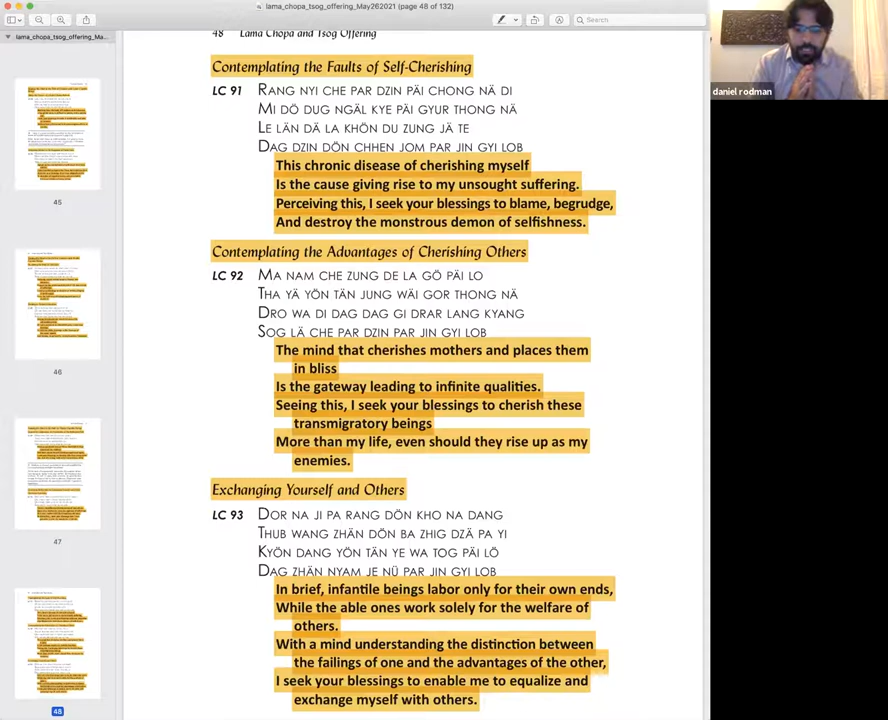 lama_chopa_tsog_offering_May262021 (page 48 of 132)
Search
lama_chopa_tsog_offering_Ma...
45
46
47
48
48 Lama Chopa and Tsog Offering
Contemplating the Faults of Self-Cherishing
LC 91 RANG NYI CHE PAR DZIN PÄI CHONG NÄ DI
MI DÖ DUG NGÄL KYE PÄI GYUR THONG NÄ
LE LÄN DÄ LA KHÖN DU ZUNG JÄ TE
DAG DZIN DÖN CHHEN JOM PAR JIN GYI LOB
This chronic disease of cherishing myself
Is the cause giving rise to my unsought suffering.
Perceiving this, I seek your blessings to blame, begrudge,
And destroy the monstrous demon of selfishness.
Contemplating the Advantages of Cherishing Others
LC 92 MA NAM CHE ZUNG DE LA GÖ PÄI LO
THA YÄ YÖN TÄN JUNG WÄI GOR THONG NÄ
DRO WA DI DAG DAG GI DRAR LANG KYANG
SOG LÄ CHE PAR DZIN PAR JIN GYI LOB
The mind that cherishes mothers and places them
in bliss
Is the gateway leading to infinite qualities.
Seeing this, I seek your blessings to cherish these
transmigratory beings
More than my life, even should they rise up as my
enemies.
Exchanging Yourself and Others
LC 93 DOR NA JI PA RANG DÖN KHO NA DANG
THUB WANG ZHÄN DÖN BA ZHIG DZÄ PA YI
KYÖN DANG YÖN TÄN YE WA TOG PÄI LÖ
DAG ZHÄN NYAM JE NÜ PAR JIN GYI LOB
In brief, infantile beings labor only for their own ends,
While the able ones work solely for the welfare of
others.
With a mind understanding the distinction between
the failings of one and the advantages of the other,
I seek your blessings to enable me to equalize and
exchange myself with others.
daniel rodman